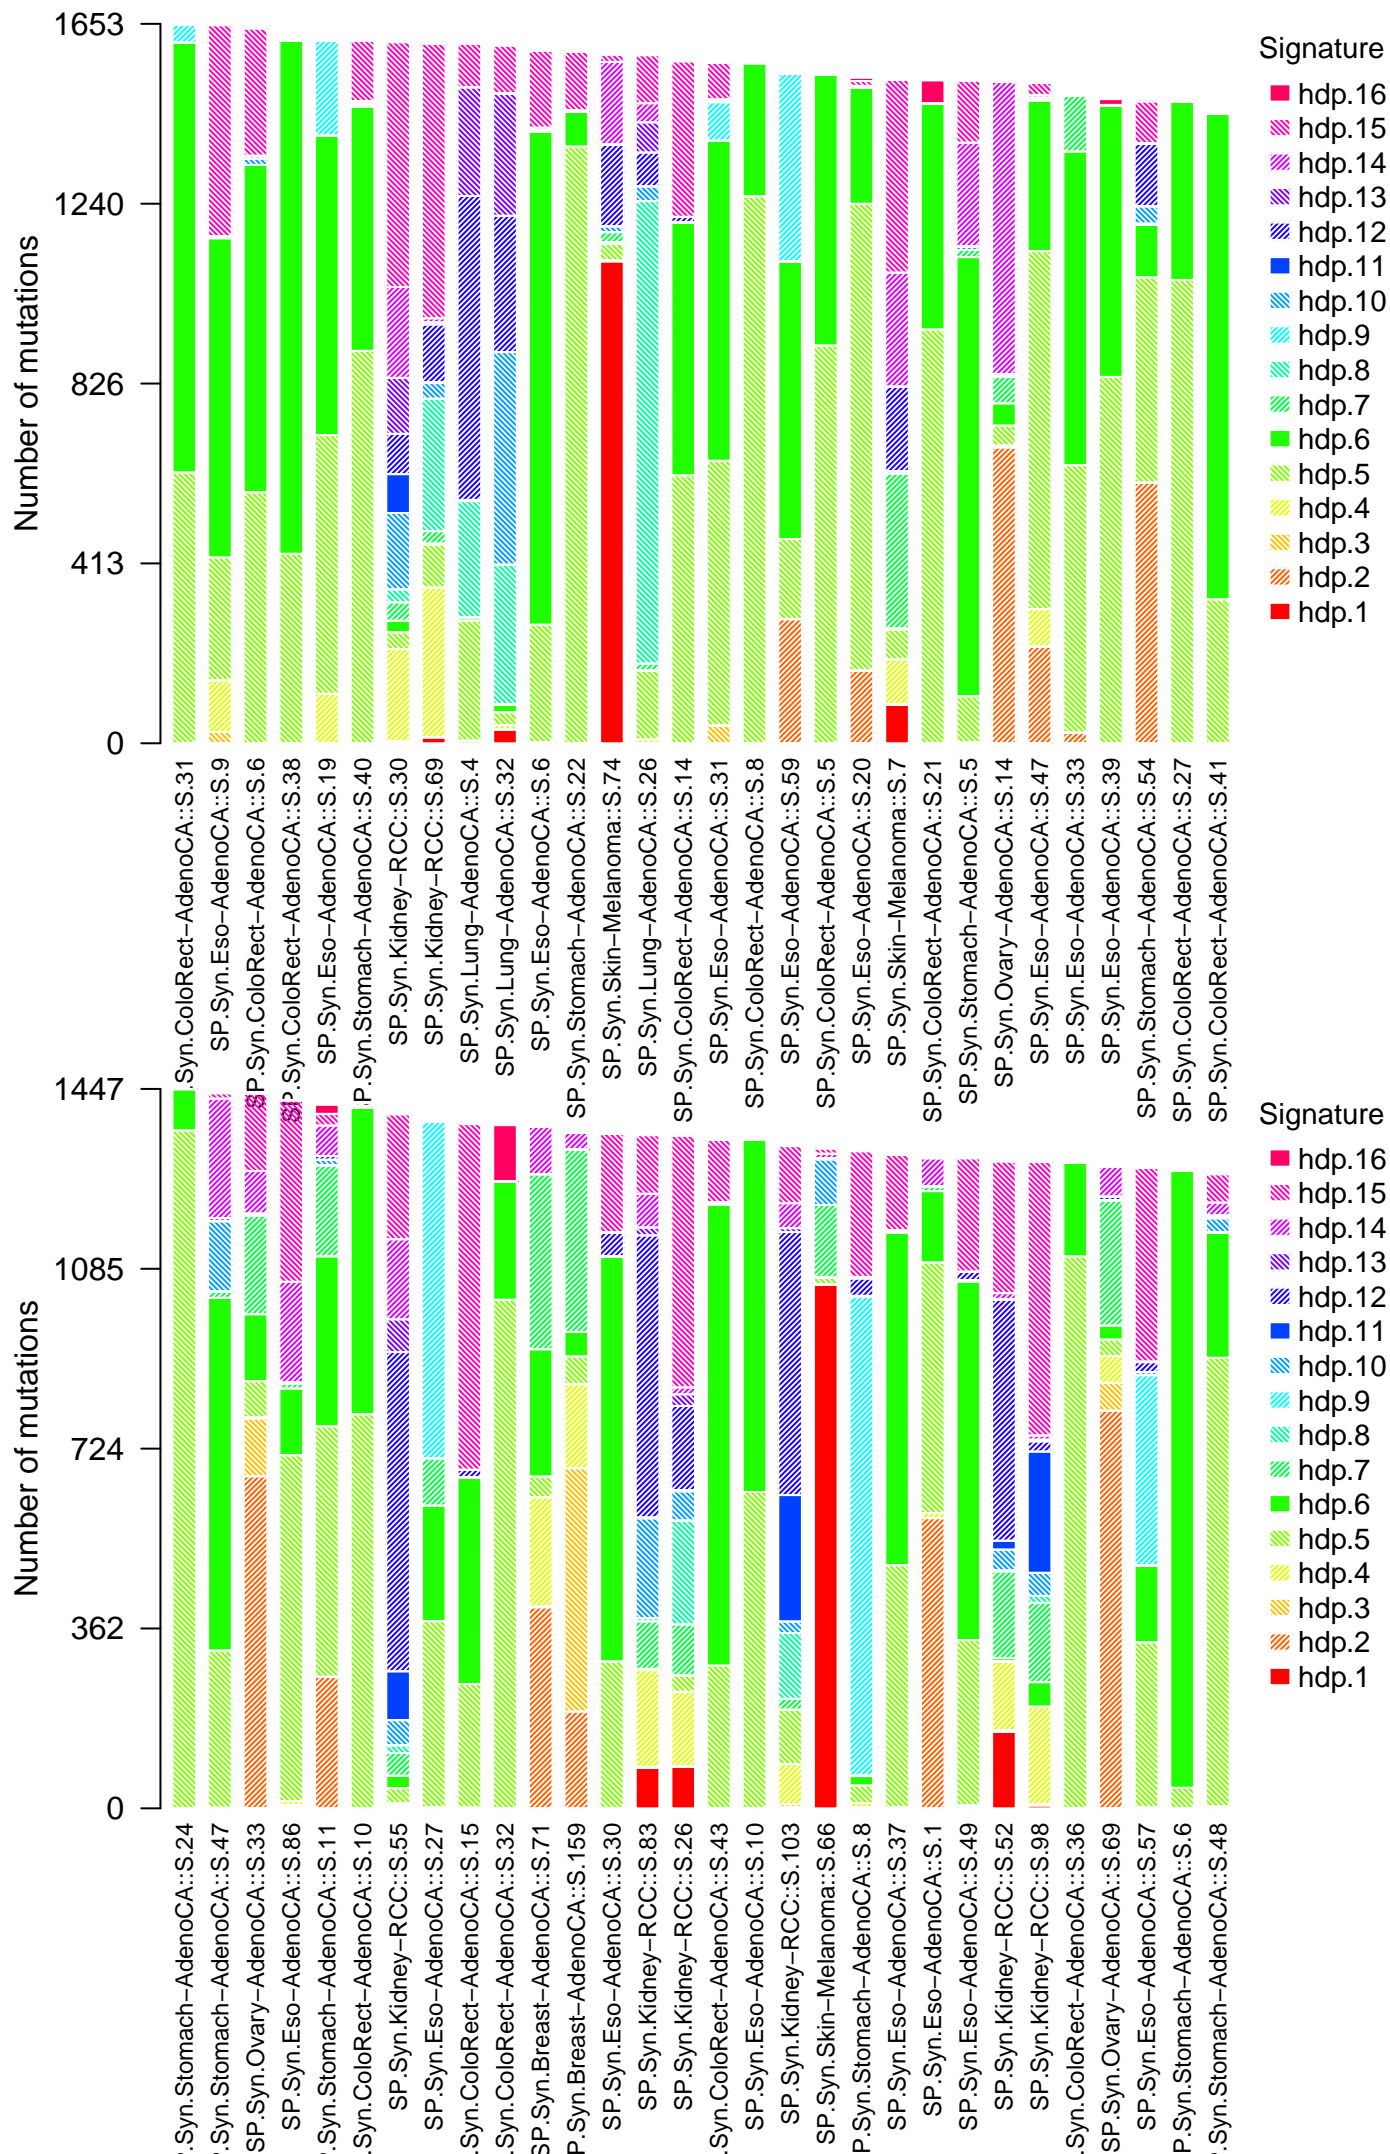 1653
1240
826
413
0
Number of mutations
Signature
hdp.16
hdp.15
hdp.14
hdp.13
hdp.12
hdp.11
hdp.10
hdp.9
hdp.8
hdp.7
hdp.6
hdp.5
hdp.4
hdp.3
hdp.2
hdp.1
.Syn.ColoRect−AdenoCA::S.31
SP.Syn.Eso−AdenoCA::S.9
SP.Syn.ColoRect−AdenoCA::S.6
SP.Syn.ColoRect−AdenoCA::S.38
SP.Syn.Eso−AdenoCA::S.19
P.Syn.Stomach−AdenoCA::S.40
SP.Syn.Kidney−RCC::S.30
SP.Syn.Kidney−RCC::S.69
SP.Syn.Lung−AdenoCA::S.4
SP.Syn.Lung−AdenoCA::S.32
SP.Syn.Eso−AdenoCA::S.6
SP.Syn.Stomach−AdenoCA::S.22
SP.Syn.Skin−Melanoma::S.74
SP.Syn.Lung−AdenoCA::S.26
SP.Syn.ColoRect−AdenoCA::S.14
SP.Syn.Eso−AdenoCA::S.31
SP.Syn.ColoRect−AdenoCA::S.8
SP.Syn.Eso−AdenoCA::S.59
SP.Syn.ColoRect−AdenoCA::S.5
SP.Syn.Eso−AdenoCA::S.20
SP.Syn.Skin−Melanoma::S.7
SP.Syn.ColoRect−AdenoCA::S.21
SP.Syn.Stomach−AdenoCA::S.5
SP.Syn.Ovary−AdenoCA::S.14
SP.Syn.Eso−AdenoCA::S.47
SP.Syn.Eso−AdenoCA::S.33
SP.Syn.Eso−AdenoCA::S.39
SP.Syn.Stomach−AdenoCA::S.54
SP.Syn.ColoRect−AdenoCA::S.27
SP.Syn.ColoRect−AdenoCA::S.41
1447
1085
724
362
0
Number of mutations
Signature
hdp.16
hdp.15
hdp.14
hdp.13
hdp.12
hdp.11
hdp.10
hdp.9
hdp.8
hdp.7
hdp.6
hdp.5
hdp.4
hdp.3
hdp.2
hdp.1
P.Syn.Stomach−AdenoCA::S.24
SP.Syn.Stomach−AdenoCA::S.47
SP.Syn.Ovary−AdenoCA::S.33
SP.Syn.Eso−AdenoCA::S.86
P.Syn.Stomach−AdenoCA::S.11
.Syn.ColoRect−AdenoCA::S.10
SP.Syn.Kidney−RCC::S.55
SP.Syn.Eso−AdenoCA::S.27
.Syn.ColoRect−AdenoCA::S.15
.Syn.ColoRect−AdenoCA::S.32
SP.Syn.Breast−AdenoCA::S.71
P.Syn.Breast−AdenoCA::S.159
SP.Syn.Eso−AdenoCA::S.30
SP.Syn.Kidney−RCC::S.83
SP.Syn.Kidney−RCC::S.26
.Syn.ColoRect−AdenoCA::S.43
SP.Syn.Eso−AdenoCA::S.10
SP.Syn.Kidney−RCC::S.103
SP.Syn.Skin−Melanoma::S.66
P.Syn.Stomach−AdenoCA::S.8
SP.Syn.Eso−AdenoCA::S.37
SP.Syn.Eso−AdenoCA::S.1
SP.Syn.Eso−AdenoCA::S.49
SP.Syn.Kidney−RCC::S.52
SP.Syn.Kidney−RCC::S.98
.Syn.ColoRect−AdenoCA::S.36
SP.Syn.Ovary−AdenoCA::S.69
SP.Syn.Eso−AdenoCA::S.57
P.Syn.Stomach−AdenoCA::S.6
.Syn.Stomach−AdenoCA::S.48